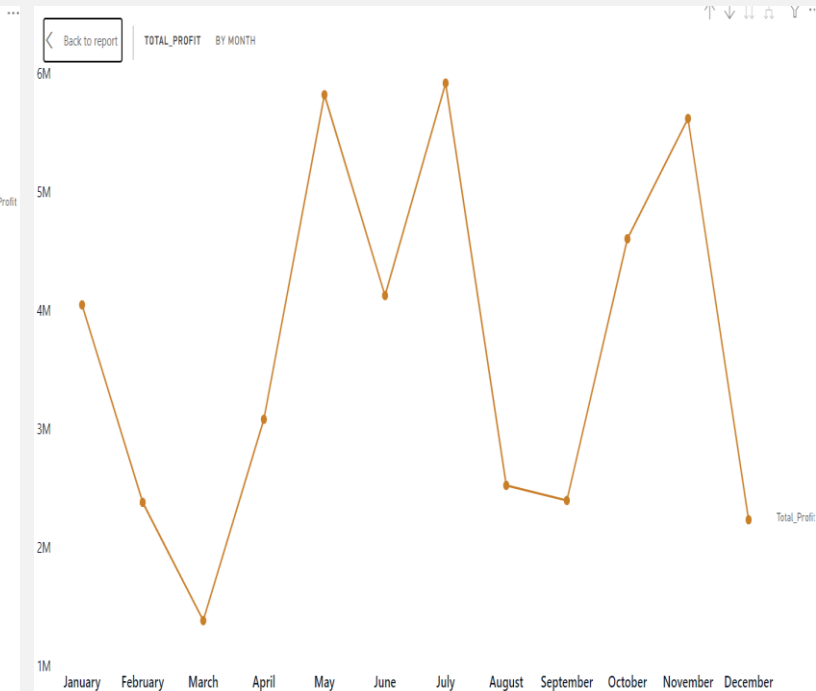 Back to report
TOTAL_PROFIT BY MONTH
6M
5M
Profit
4M
3M
Total_Profit
2M
1M
January February March April May June July August September October November December